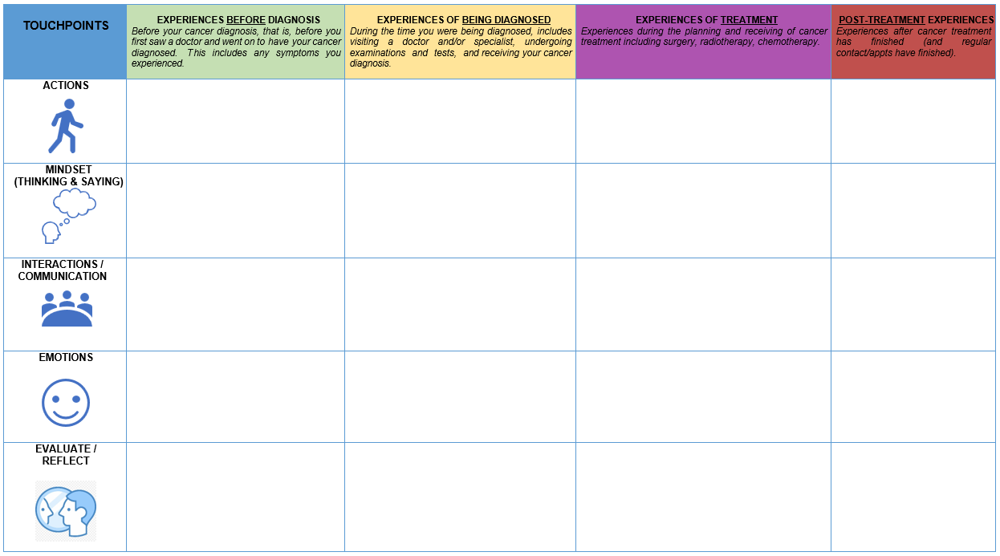 TOUCHPOINTS
EXPERIENCES BEFORE DIAGNOSIS
Before your cancer diagnosis, that is, before you
first saw a doctor and went on to have your cancer
diagnosed. This includes any symptoms you
experienced.
EXPERIENCES OF BEING DIAGNOSED
During the time you were being diagnosed, includes
visiting a doctor and/or specialist, undergoing
examinations and tests, and receiving your cancer
diagnosis.
EXPERIENCES OF TREATMENT
Experiences during the planning and receiving of cancer
treatment including surgery, radiotherapy, chemotherapy.
POST-TREATMENT EXPERIENCES
Experiences after cancer treatment
has finished (and regular
contact/appts have finished).
ACTIONS
MINDSET
(THINKING & SAYING)
INTERACTIONS /
COMMUNICATION
EMOTIONS
EVALUATE /
REFLECT